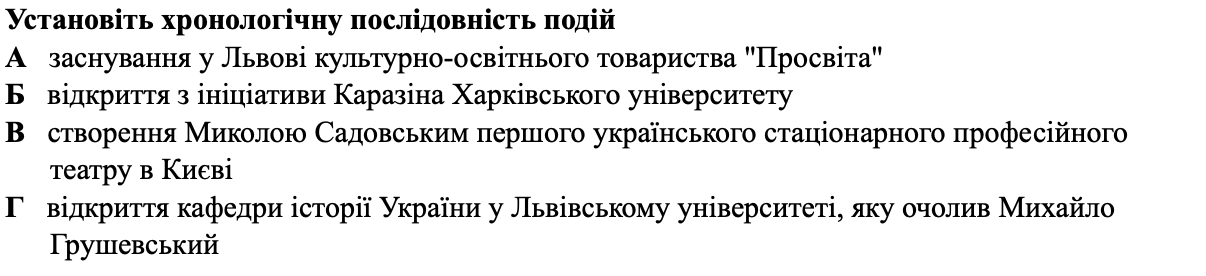 Установіть хронологічну послідовність подій
А заснування у Львові культурно-освітнього товариства "Просвіта"
Б відкриття з ініціативи Каразіна Харківського університету
В створення Миколою Садовським першого українського стаціонарного професійного
театру в Києві
Г відкриття кафедри історії України у Львівському університеті, яку очолив Михайло
Грушевський